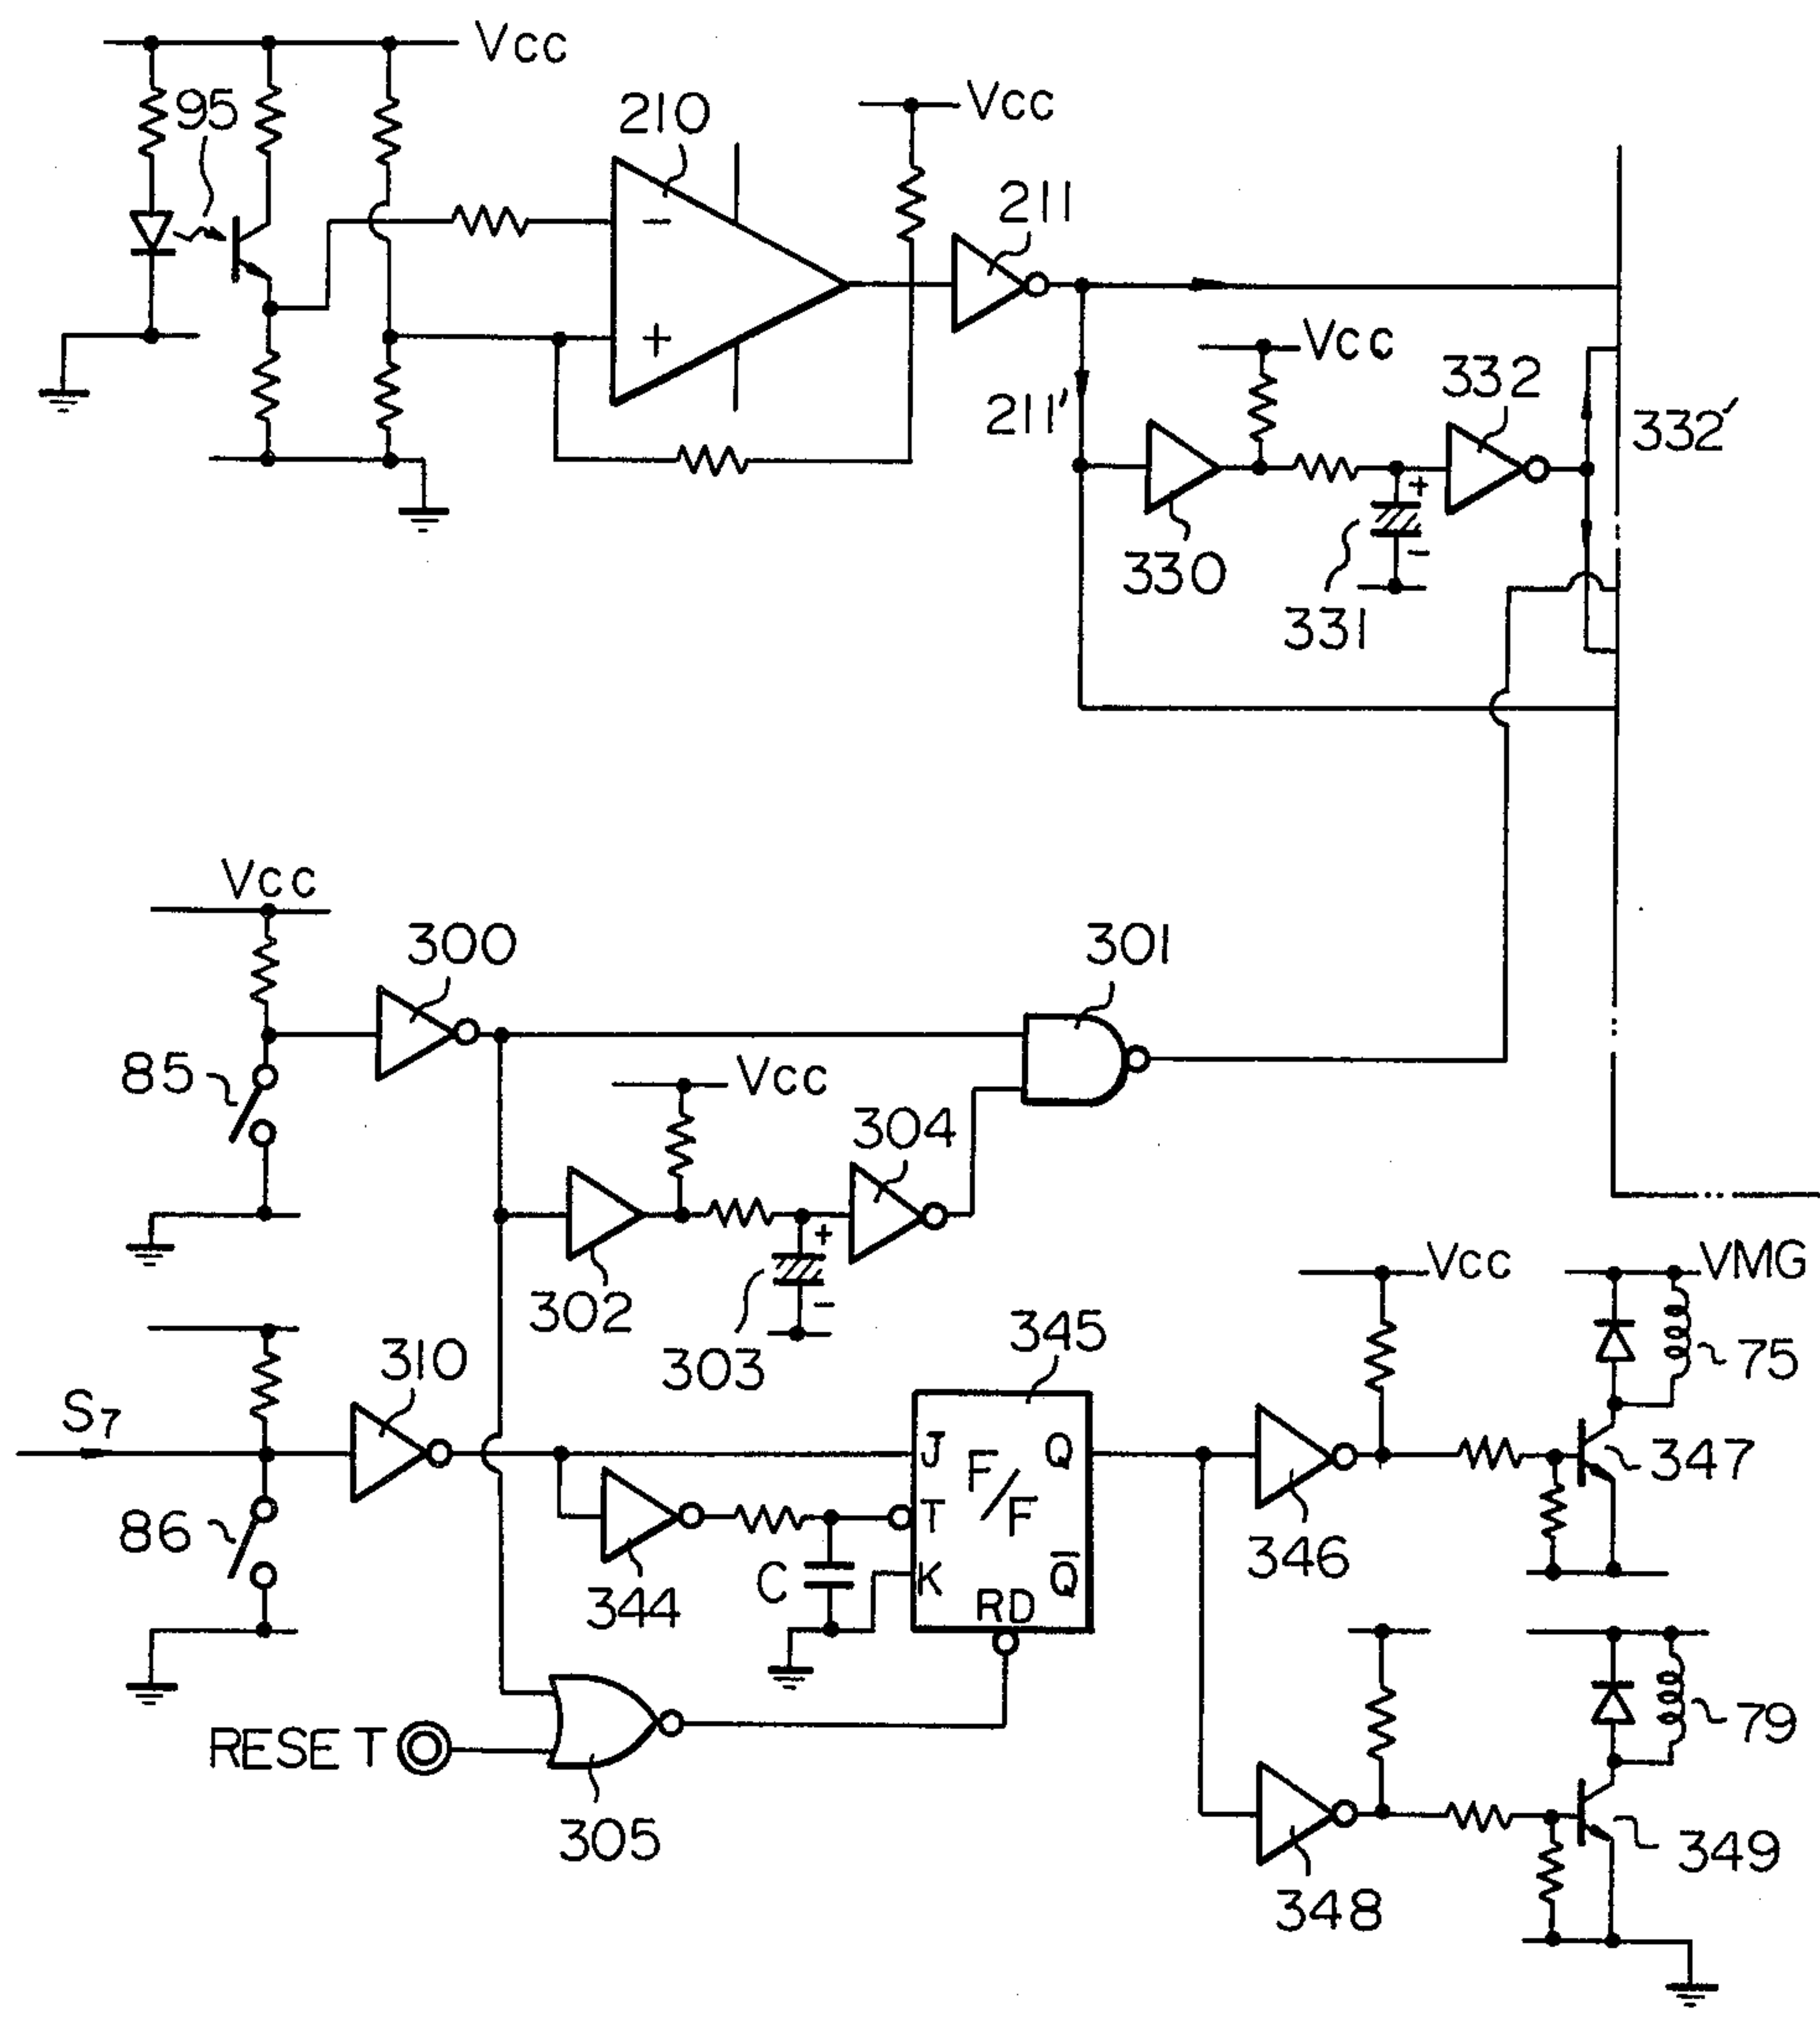 Vcc
95
210
Vcc
211
−
+
211′
Vcc
332
332′
330
+
−
331
Vcc
300
301
85
Vcc
304
302
+
−
303
Vcc
VMG
345
310
75
S7
J
F/F
Q
347
T
86
346
C
K
Q̄
344
RD
79
RESET
305
349
348